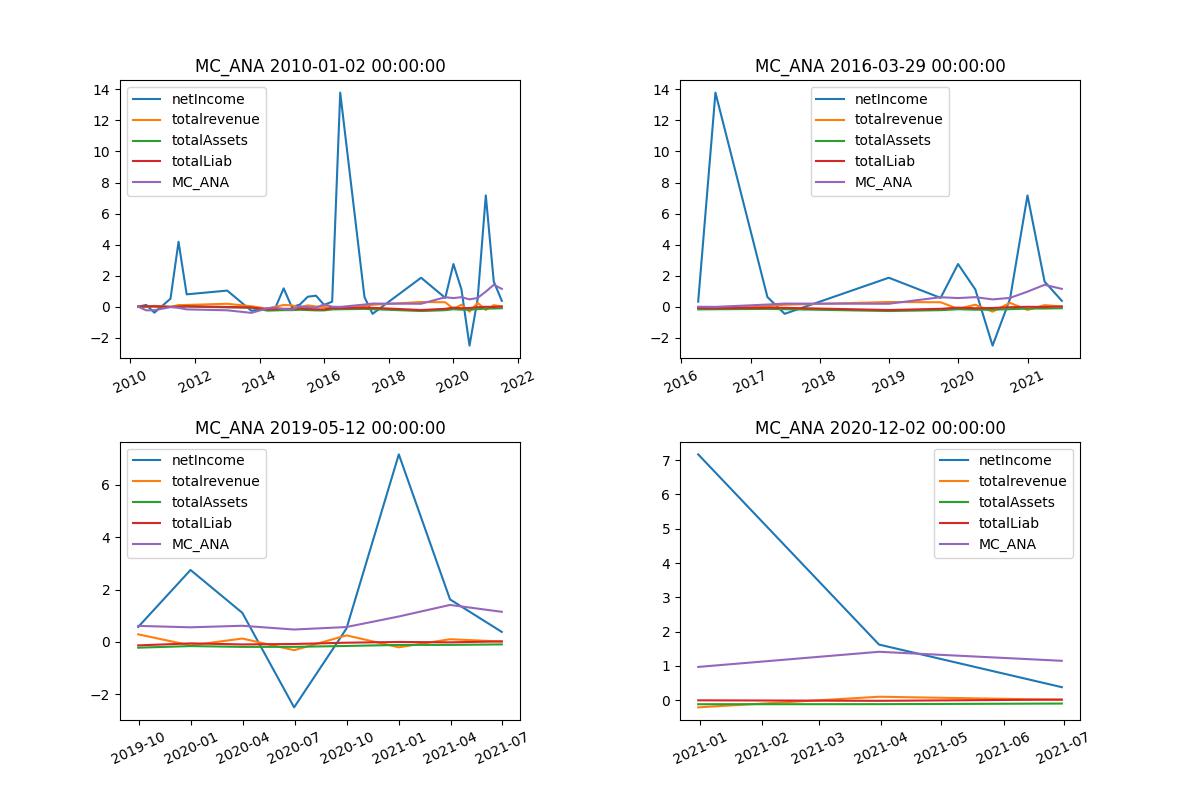 MC_ANA 2010-01-02 00:00:00
netIncome
totalrevenue
totalAssets
totalLiab
MC_ANA
14
12
10
8
6
4
2
0
−2
2010 2012 2014 2016 2018 2020 2022
MC_ANA 2016-03-29 00:00:00
netIncome
totalrevenue
totalAssets
totalLiab
MC_ANA
14
12
10
8
6
4
2
0
−2
2016 2017 2018 2019 2020 2021
MC_ANA 2019-05-12 00:00:00
netIncome
totalrevenue
totalAssets
totalLiab
MC_ANA
6
4
2
0
−2
2019-10 2020-01 2020-04 2020-07 2020-10 2021-01 2021-04 2021-07
MC_ANA 2020-12-02 00:00:00
netIncome
totalrevenue
totalAssets
totalLiab
MC_ANA
7
6
5
4
3
2
1
0
2021-01 2021-02 2021-03 2021-04 2021-05 2021-06 2021-07